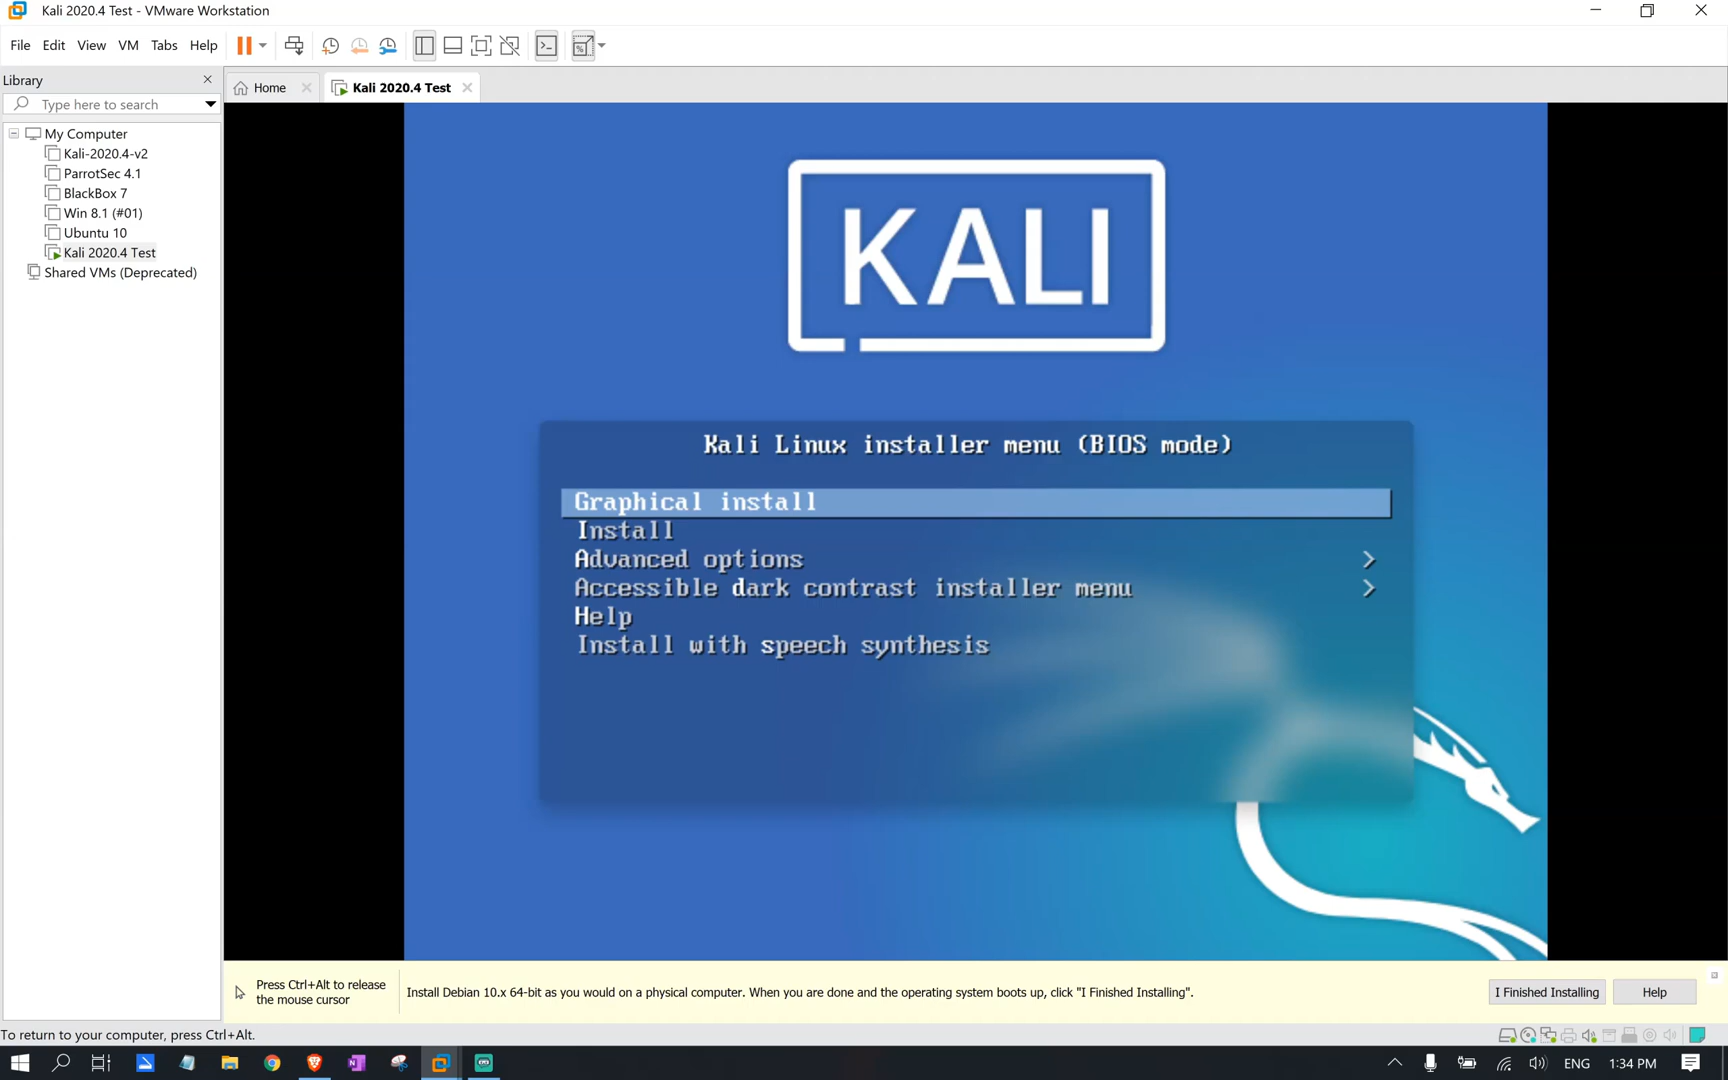 Kali 2020.4 Test - VMware Workstation
File Edit View VM Tabs Help
Library
Type here to search
Home
Kali 2020.4 Test
My Computer
Kali-2020.4-v2
ParrotSec 4.1
BlackBox 7
Win 8.1 (#01)
Ubuntu 10
Kali 2020.4 Test
Shared VMs (Deprecated)
KALI
Kali Linux installer menu (BIOS mode)
Graphical install
Install
Advanced options >
Accessible dark contrast installer menu >
Help
Install with speech synthesis
Press Ctrl+Alt to release
the mouse cursor
Install Debian 10.x 64-bit as you would on a physical computer. When you are done and the operating system boots up, click "I Finished Installing".
I Finished Installing
Help
To return to your computer, press Ctrl+Alt.
ENG 1:34 PM